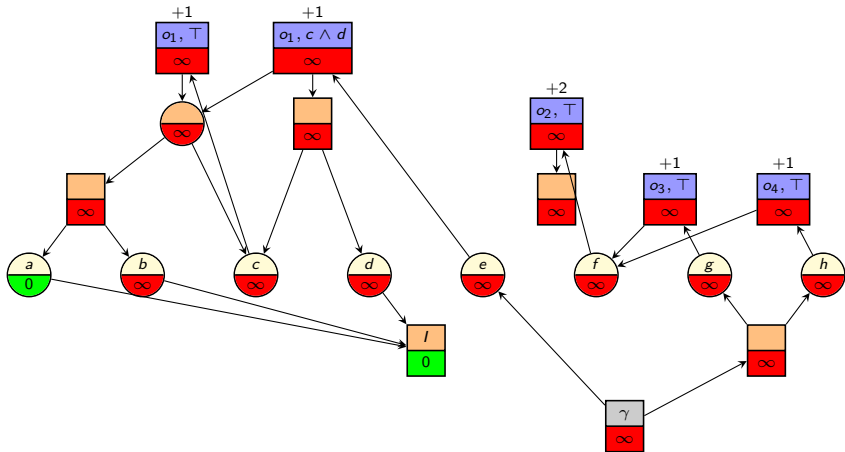 +1 +1
o₁, ⊤ o₁, c ∧ d
∞ ∞
+2
o₂, ⊤
∞ ∞ ∞
+1 +1
o₃, ⊤ o₄, ⊤
∞ ∞ ∞ ∞
a b c d e f g h
0 ∞ ∞ ∞ ∞ ∞ ∞ ∞
I
0 ∞
γ
∞